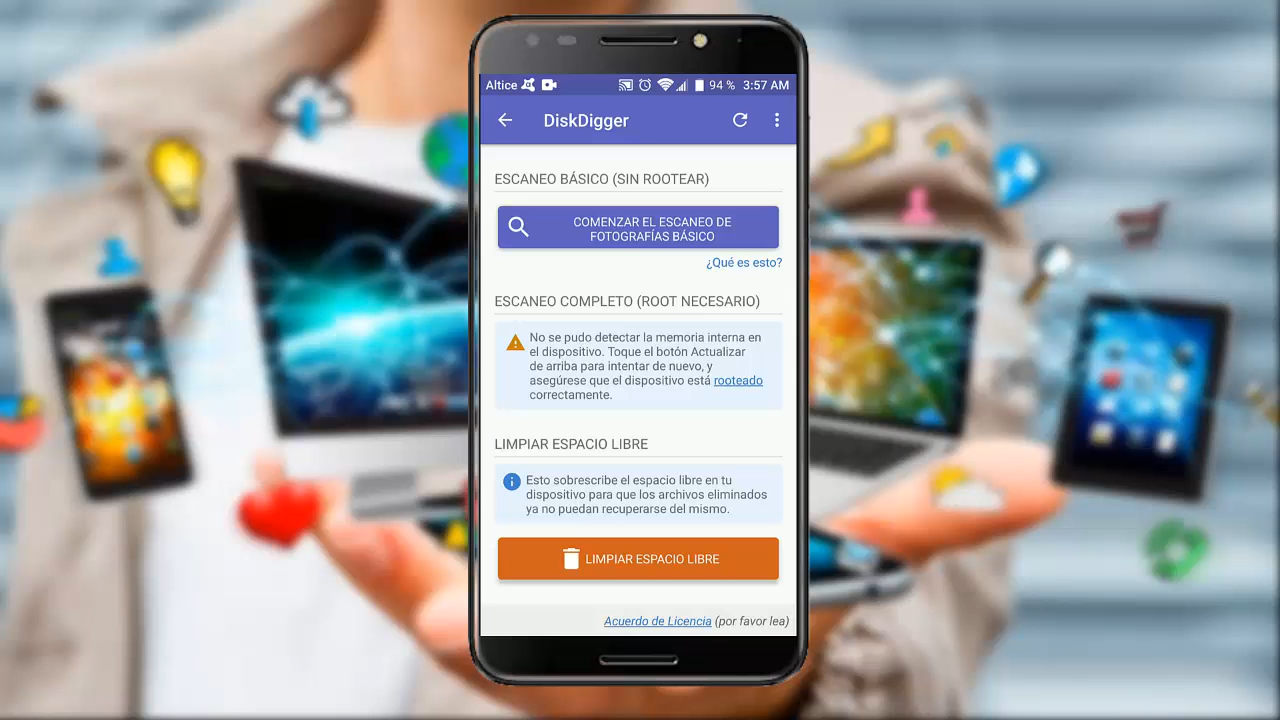 Altice 94 % 3:57 AM
DiskDigger
ESCANEO BÁSICO (SIN ROOTEAR)
COMENZAR EL ESCANEO DE
FOTOGRAFÍAS BÁSICO
¿Qué es esto?
ESCANEO COMPLETO (ROOT NECESARIO)
No se pudo detectar la memoria interna en
el dispositivo. Toque el botón Actualizar
de arriba para intentar de nuevo, y
asegúrese que el dispositivo está rooteado
correctamente.
LIMPIAR ESPACIO LIBRE
Esto sobrescribe el espacio libre en tu
dispositivo para que los archivos eliminados
ya no puedan recuperarse del mismo.
LIMPIAR ESPACIO LIBRE
Acuerdo de Licencia (por favor lea)